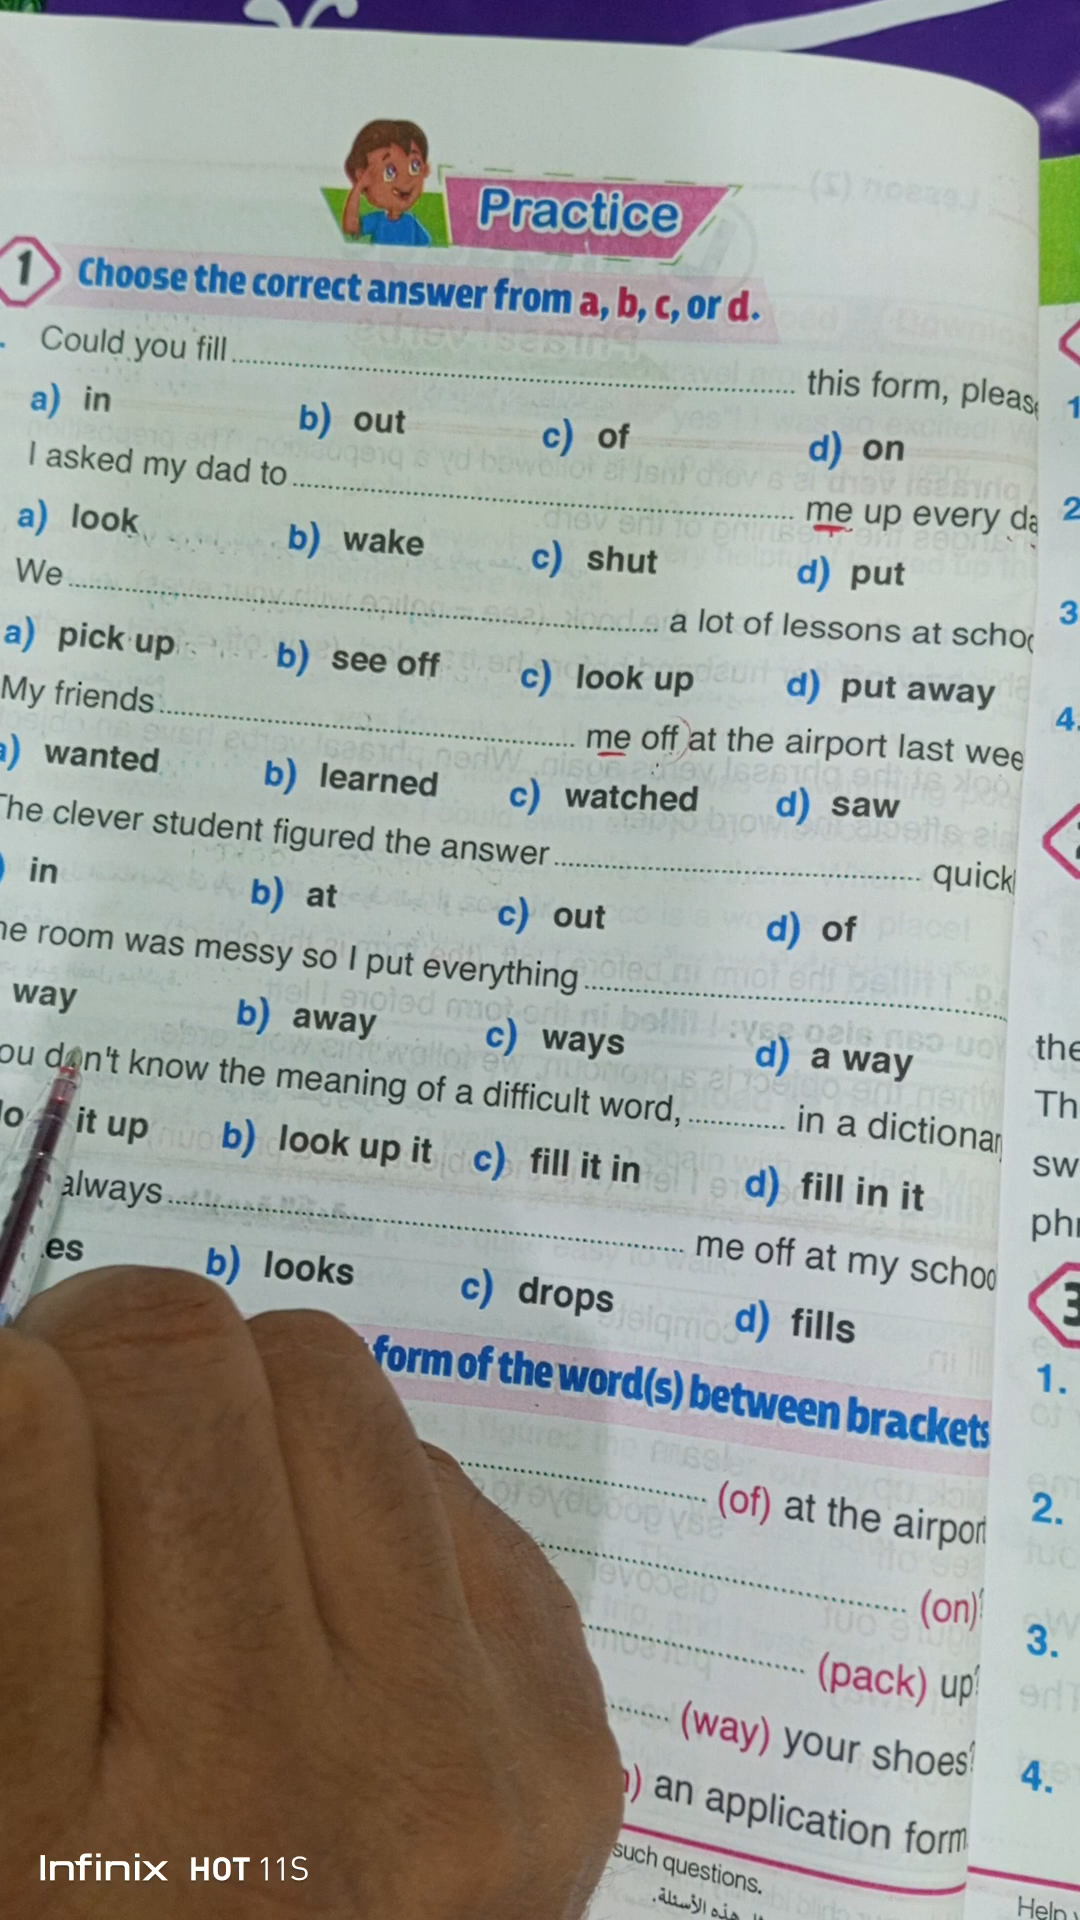 Practice
1 Choose the correct answer from a, b, c, or d.
Could you fill ............ this form, pleas
a) in b) out c) of d) on
I asked my dad to ............ me up every da
a) look b) wake c) shut d) put
We ............ a lot of lessons at schoo
a) pick up b) see off c) look up d) put away
My friends ............ me off at the airport last wee
) wanted b) learned c) watched d) saw
The clever student figured the answer ............ quick
) in b) at c) out d) of
he room was messy so I put everything ............
way b) away c) ways d) a way
ou don't know the meaning of a difficult word, ............ in a dictionar
it up b) look up it c) fill it in d) fill in it
always ............ me off at my schoo
es b) looks c) drops d) fills
form of the word(s) between brackets
............ (of) at the airport
............ (on)
............ (pack) up
............ (way) your shoes
) an application form
such questions.
هذه الأسئلة.
1
2
3
4.
the
Th
sw
phr
3
1.
2.
3.
4.
Help
Infinix HOT 11S